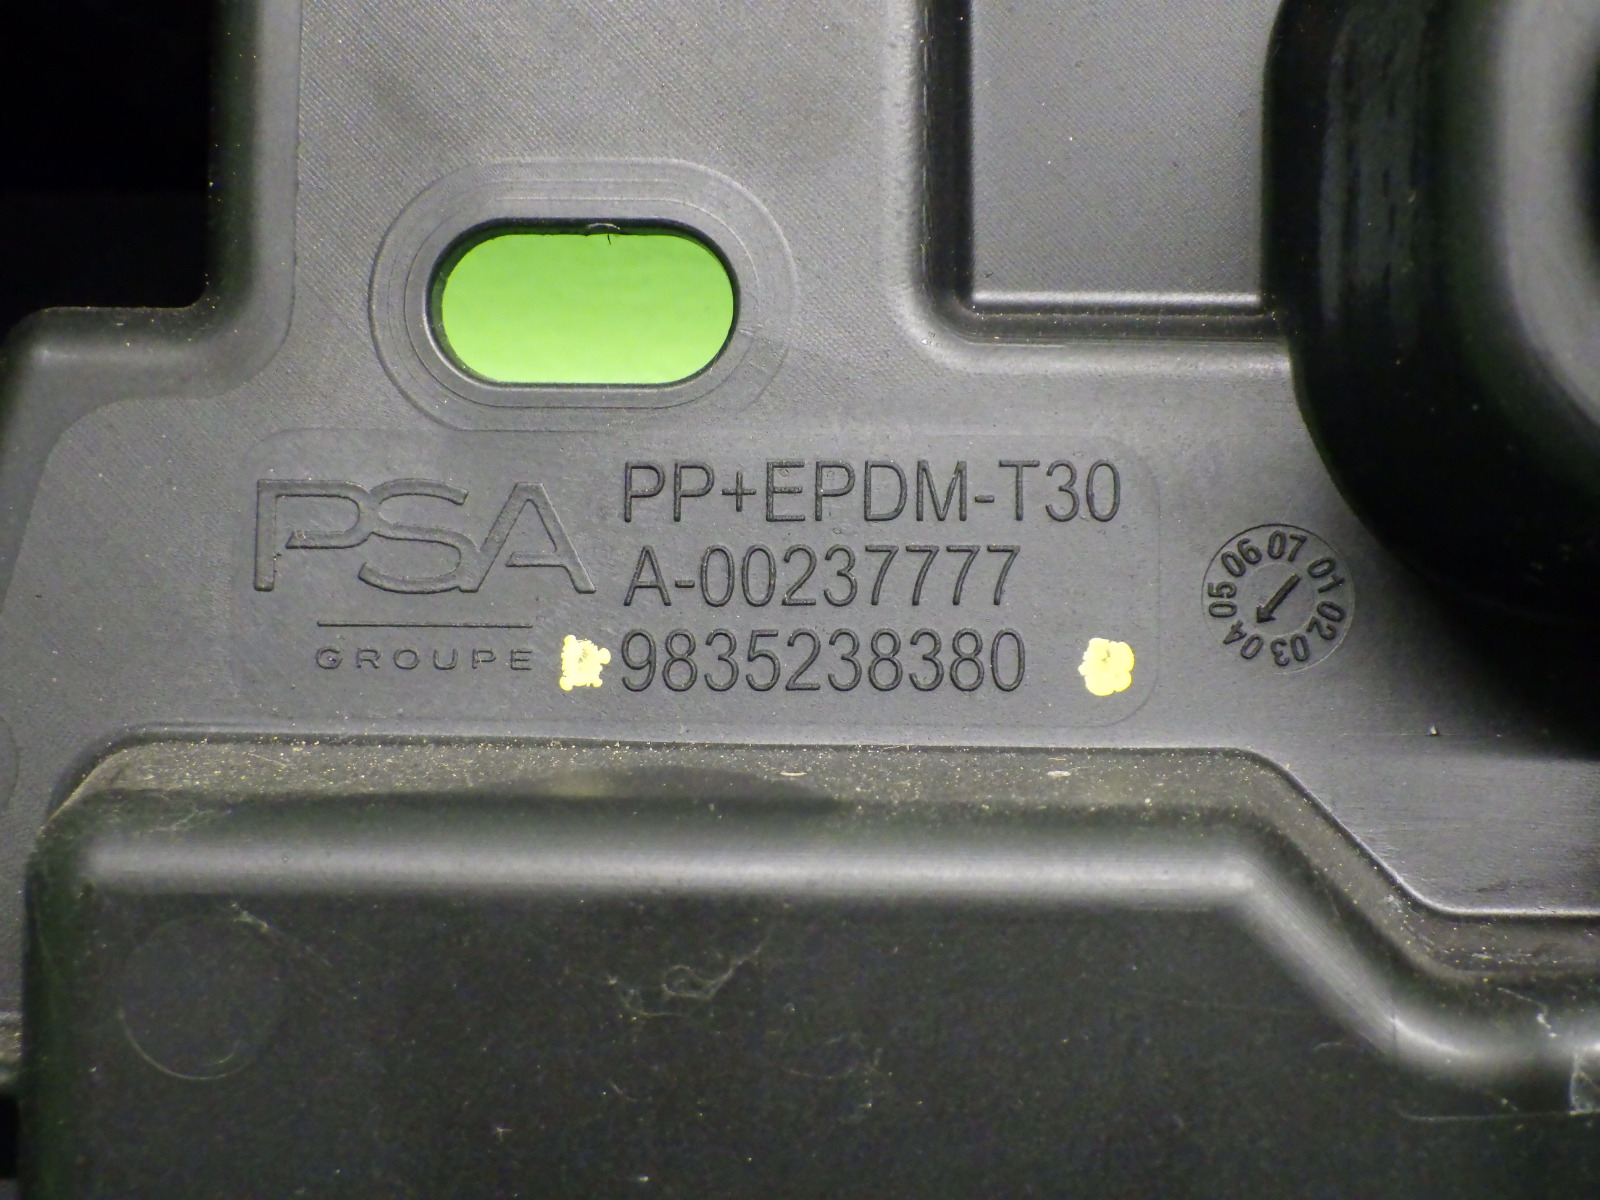 PSA
GROUPE
PP+EPDM-T30
A-00237777
9835238380
01 02 03 04 05 06 07